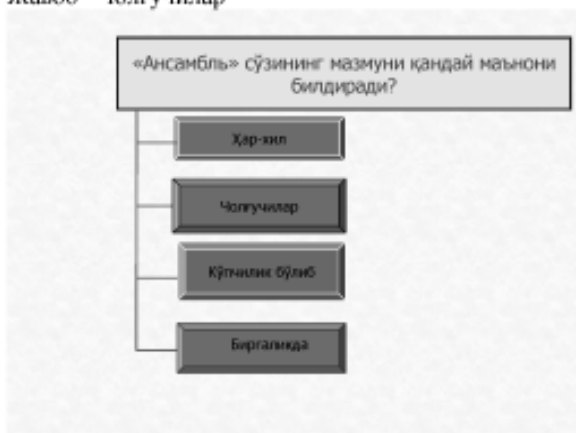 «Ансамбль» сўзининг мазмуни қандай маънони
билдиради?
Ҳар-хил
Чолғучилар
Кўпчилик бўлиб
Биргаликда